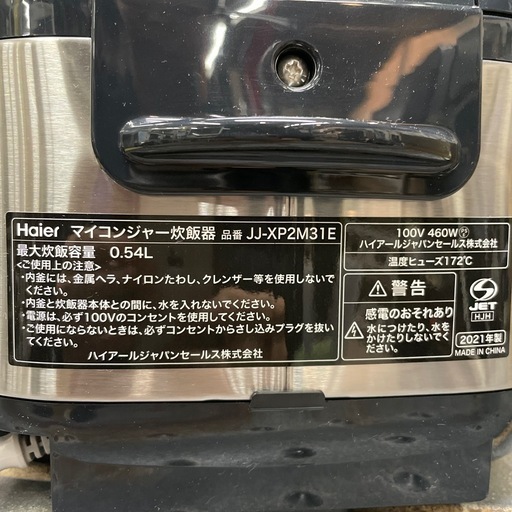 Haier マイコンジャー炊飯器 品番 JJ-XP2M31E
最大炊飯容量 0.54L
<ご使用上の注意>
・内釜には、金属ヘラ、ナイロンたわし、クレンザー等を使用しないで
ください。
・内釜と炊飯器本体との間に、水を入れないでください。
・電源は、必ず100Vのコンセントを使用してください。
・ご使用にならないときは、必ずコンセントからさし込みプラグを抜い
てください。
ハイアールジャパンセールス株式会社
100V 460W
ハイアールジャパンセールス株式会社
温度ヒューズ172℃
警告
感電のおそれあり
水につけたり、水を
かけたりしないでください
JET
HJH
2021年製
MADE IN CHINA